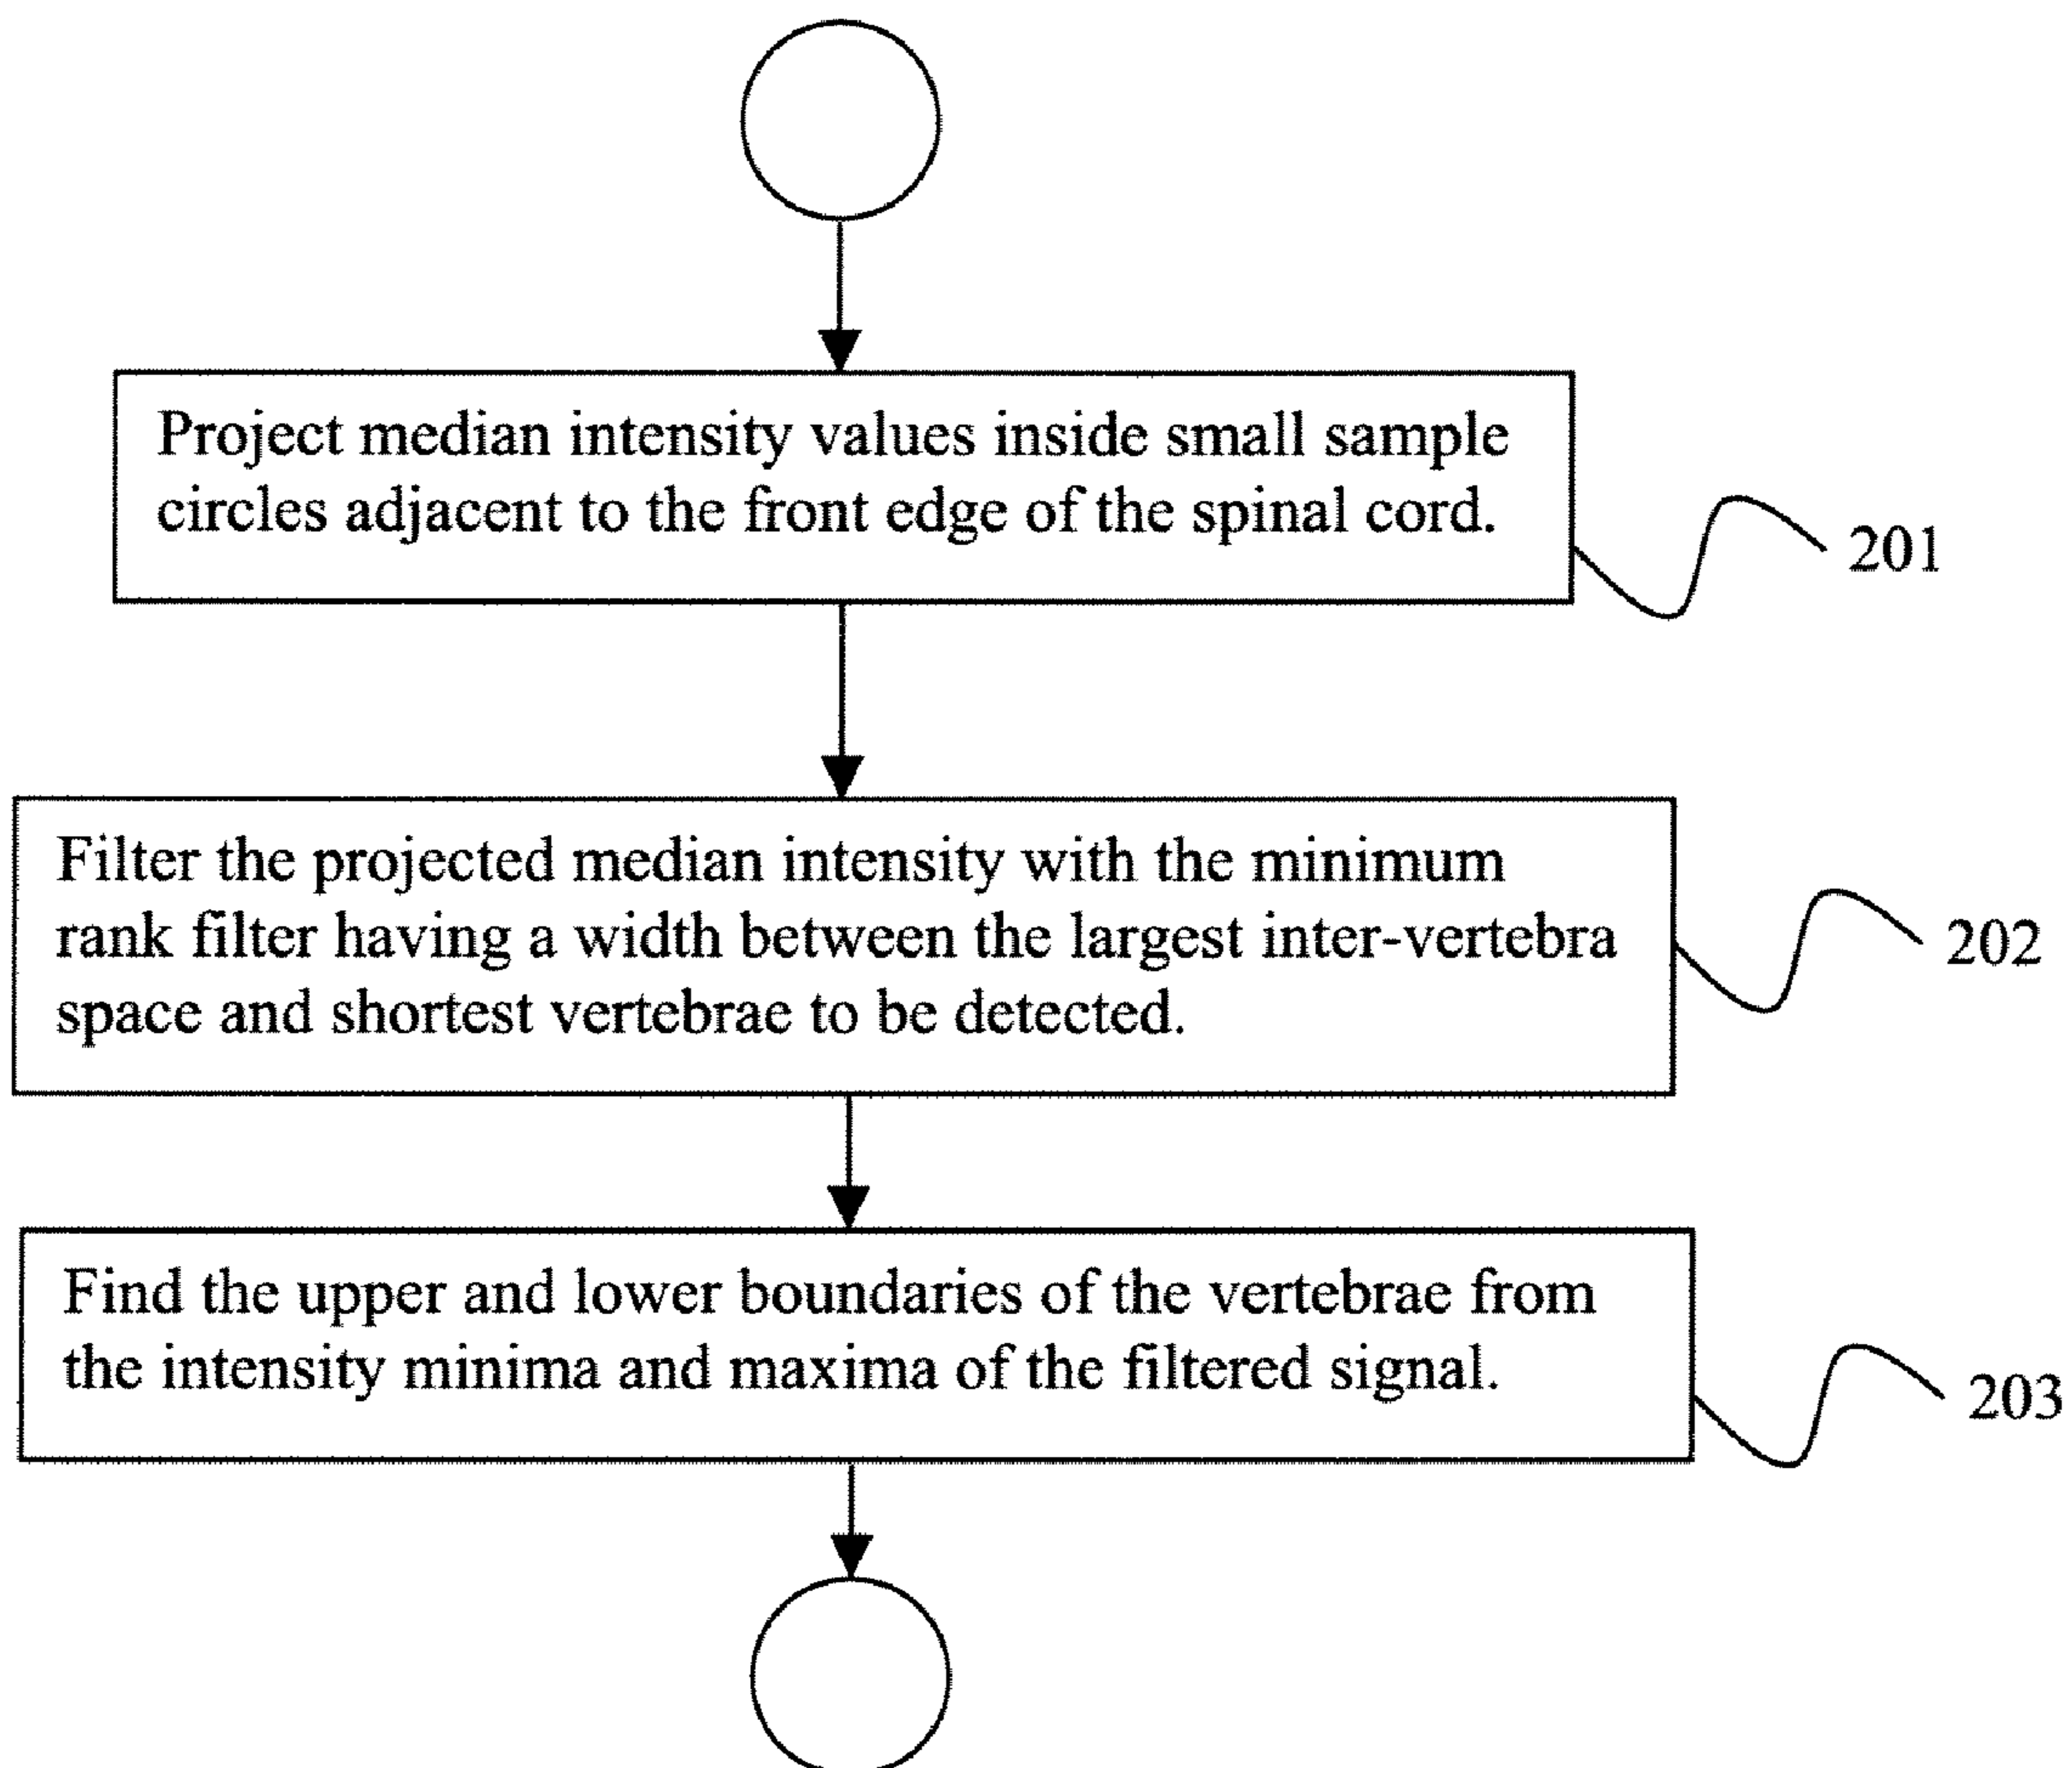 Project median intensity values inside small sample
circles adjacent to the front edge of the spinal cord.
201
Filter the projected median intensity with the minimum
rank filter having a width between the largest inter-vertebra
space and shortest vertebrae to be detected.
202
Find the upper and lower boundaries of the vertebrae from
the intensity minima and maxima of the filtered signal.
203